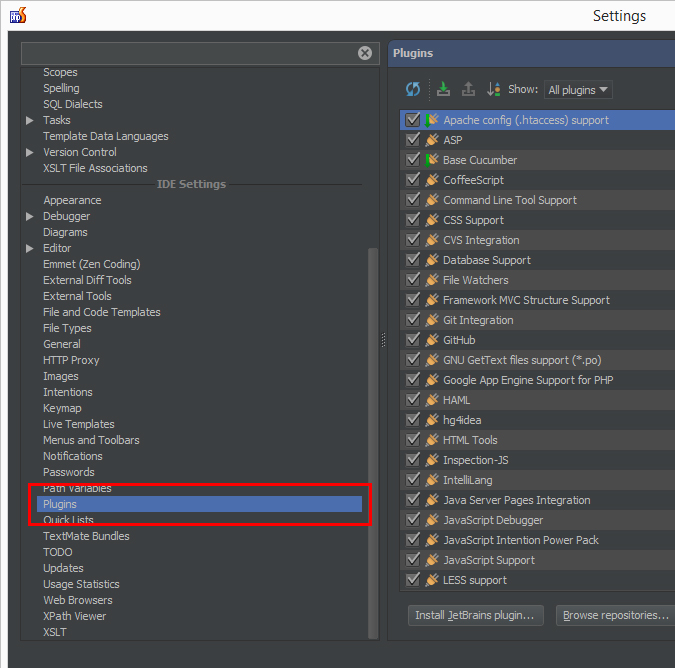 Settings
Scopes
Spelling
SQL Dialects
Tasks
Template Data Languages
Version Control
XSLT File Associations
IDE Settings
Appearance
Debugger
Diagrams
Editor
Emmet (Zen Coding)
External Diff Tools
External Tools
File and Code Templates
File Types
General
HTTP Proxy
Images
Intentions
Keymap
Live Templates
Menus and Toolbars
Notifications
Passwords
Path Variables
Plugins
Quick Lists
TextMate Bundles
TODO
Updates
Usage Statistics
Web Browsers
XPath Viewer
XSLT
Plugins
Show: All plugins
Apache config (.htaccess) support
ASP
Base Cucumber
CoffeeScript
Command Line Tool Support
CSS Support
CVS Integration
Database Support
File Watchers
Framework MVC Structure Support
Git Integration
GitHub
GNU GetText files support (*.po)
Google App Engine Support for PHP
HAML
hg4idea
HTML Tools
Inspection-JS
IntelliLang
Java Server Pages Integration
JavaScript Debugger
JavaScript Intention Power Pack
JavaScript Support
LESS support
Install JetBrains plugin... Browse repositories...